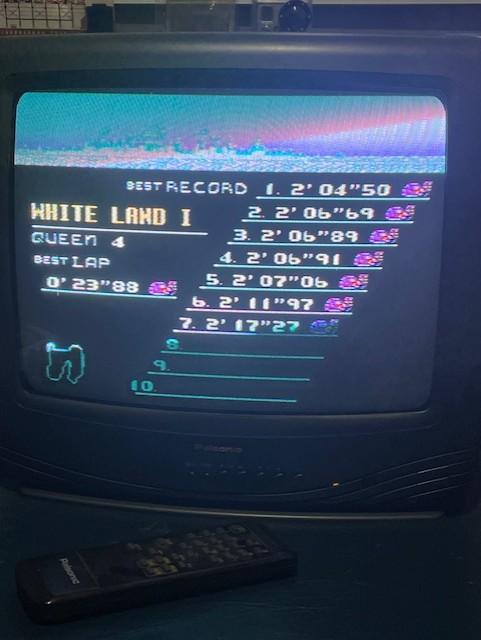 BEST RECORD 1. 2'04"50
WHITE LAND I 2. 2'06"69
QUEEN 4 3. 2'06"89
BEST LAP 4. 2'06"91
0'23"88 5. 2'07"06
6. 2'11"97
7. 2'17"27
8.
9.
10.
Palsonic
Palsonic